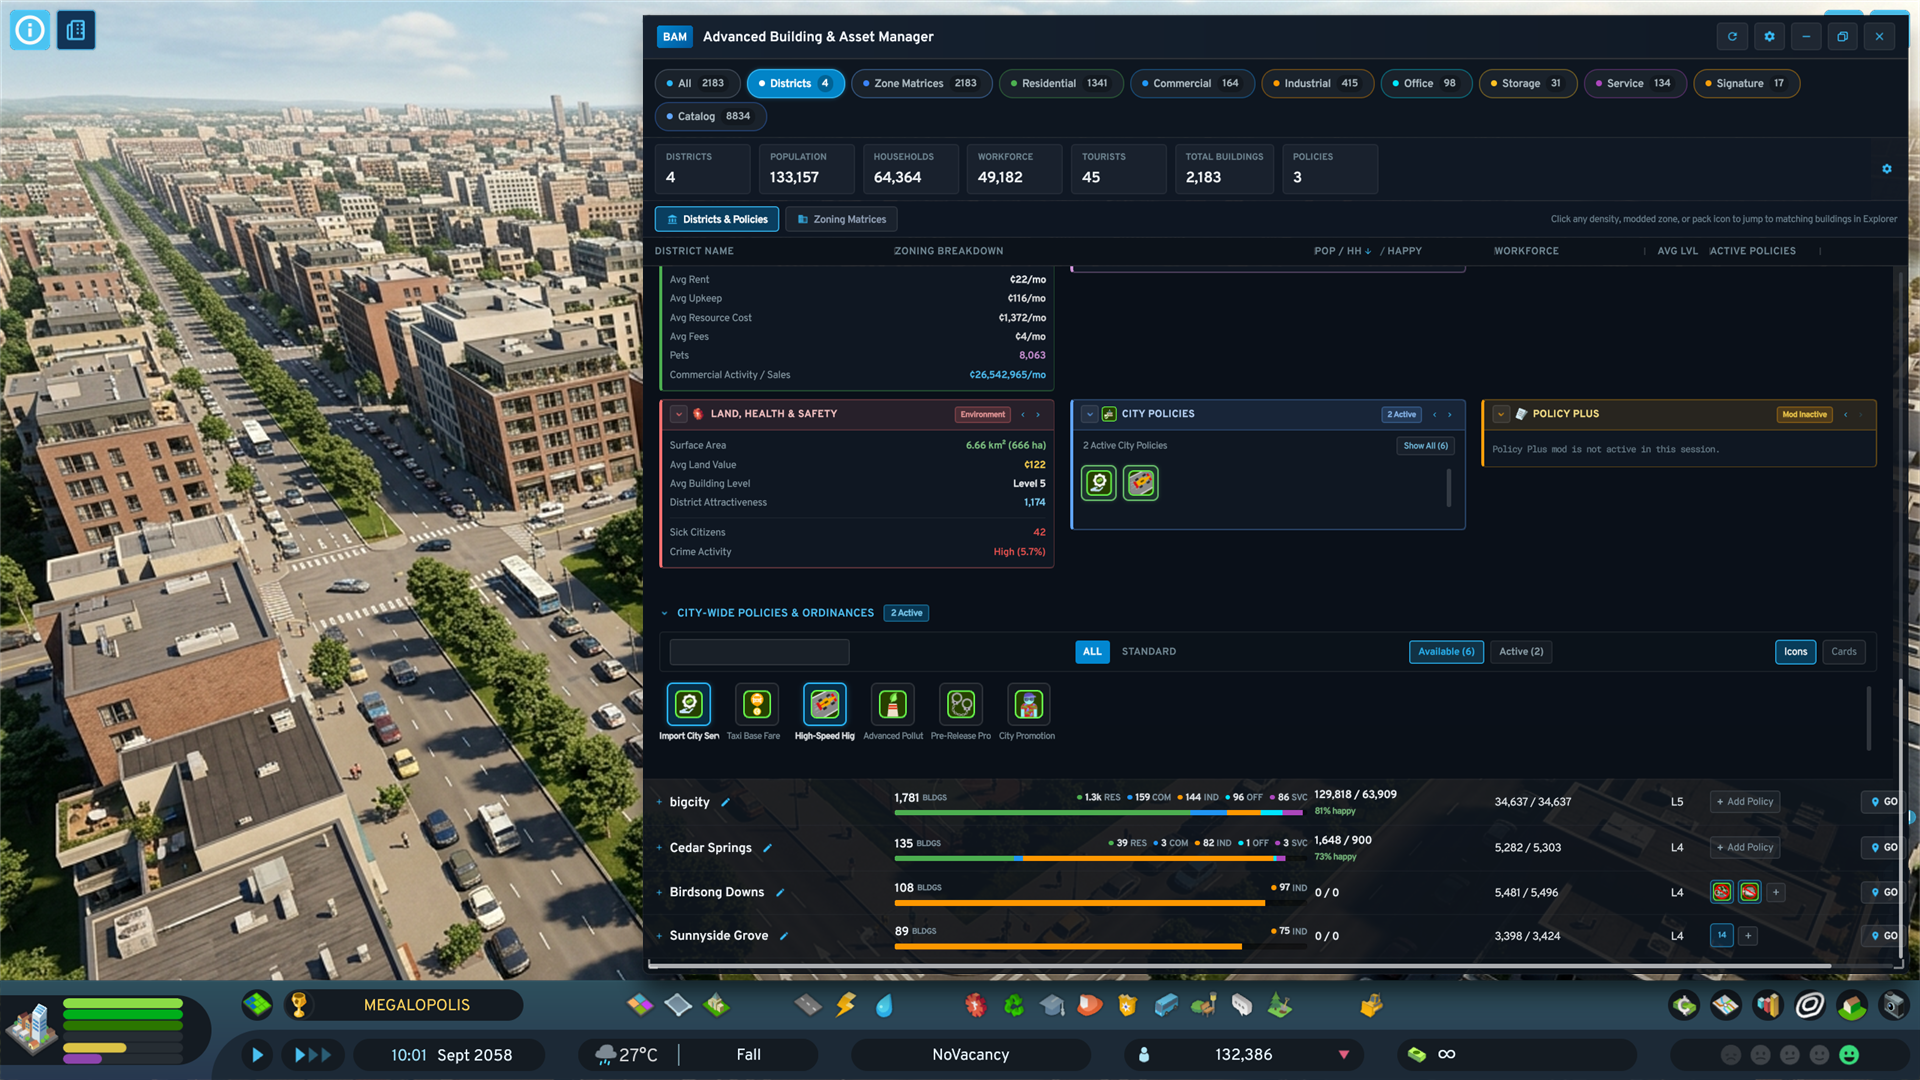 BAM Advanced Building & Asset Manager
All 2183 Districts 4 Zone Matrices 2183 Residential 1341 Commercial 164 Industrial 415 Office 98 Storage 31 Service 134 Signature 17
Catalog 8834
DISTRICTS POPULATION HOUSEHOLDS WORKFORCE TOURISTS TOTAL BUILDINGS POLICIES
4 133,157 64,364 49,182 45 2,183 3
Districts & Policies Zoning Matrices Click any density, modded zone, or pack icon to jump to matching buildings in Explorer
DISTRICT NAME ZONING BREAKDOWN POP / HH ↓ / HAPPY WORKFORCE AVG LVL ACTIVE POLICIES
Avg Rent ¢22/mo
Avg Upkeep ¢116/mo
Avg Resource Cost ¢1,372/mo
Avg Fees ¢4/mo
Pets 8,063
Commercial Activity / Sales ¢26,542,965/mo
LAND, HEALTH & SAFETY Environment
Surface Area 6.66 km² (666 ha)
Avg Land Value ¢122
Avg Building Level Level 5
District Attractiveness 1,174
Sick Citizens 42
Crime Activity High (5.7%)
CITY POLICIES 2 Active
2 Active City Policies Show All (6)
POLICY PLUS Mod Inactive
Policy Plus mod is not active in this session.
CITY-WIDE POLICIES & ORDINANCES 2 Active
ALL STANDARD Available (6) Active (2) Icons Cards
Import City Ser Taxi Base Fare High-Speed Hig Advanced Pollut Pre-Release Pro City Promotion
bigcity 1,781 BLDGS 1.3k RES 159 COM 144 IND 96 OFF 86 SVC 129,818 / 63,909 34,637 / 34,637 L5 + Add Policy GO
81% happy
Cedar Springs 135 BLDGS 39 RES 3 COM 82 IND 1 OFF 3 SVC 1,648 / 900 5,282 / 5,303 L4 + Add Policy GO
73% happy
Birdsong Downs 108 BLDGS 97 IND 0 / 0 5,481 / 5,496 L4 + GO
Sunnyside Grove 89 BLDGS 75 IND 0 / 0 3,398 / 3,424 L4 14 + GO
MEGALOPOLIS
10:01 Sept 2058 27°C Fall NoVacancy 132,386 ∞